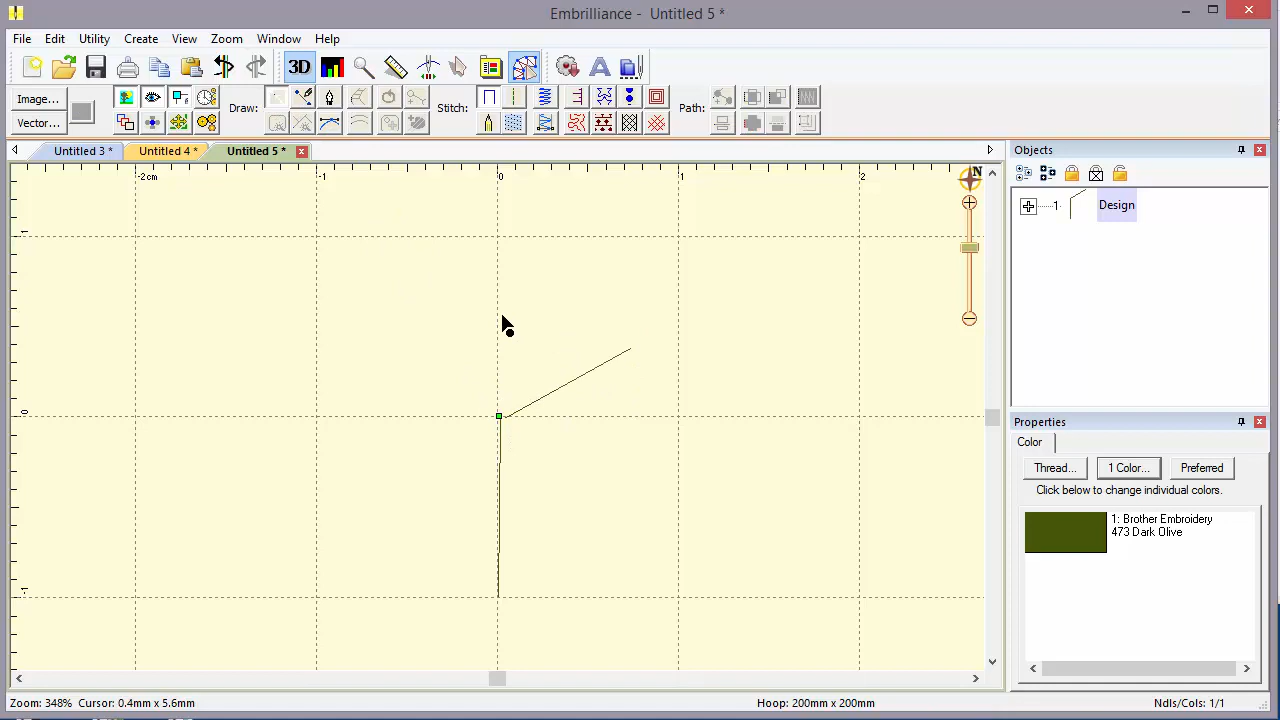 Embrilliance - Untitled 5 *
File Edit Utility Create View Zoom Window Help
3D
Image... Draw: Stitch: Path:
Vector...
Untitled 3 * Untitled 4 * Untitled 5 *
Objects
-2cm -1 0 1 2
N
1 Design
1
0
-1
Properties
Color
Thread... 1 Color... Preferred
Click below to change individual colors.
1: Brother Embroidery
473 Dark Olive
Zoom: 348% Cursor: 0.4mm x 5.6mm Hoop: 200mm x 200mm Ndls/Cols: 1/1